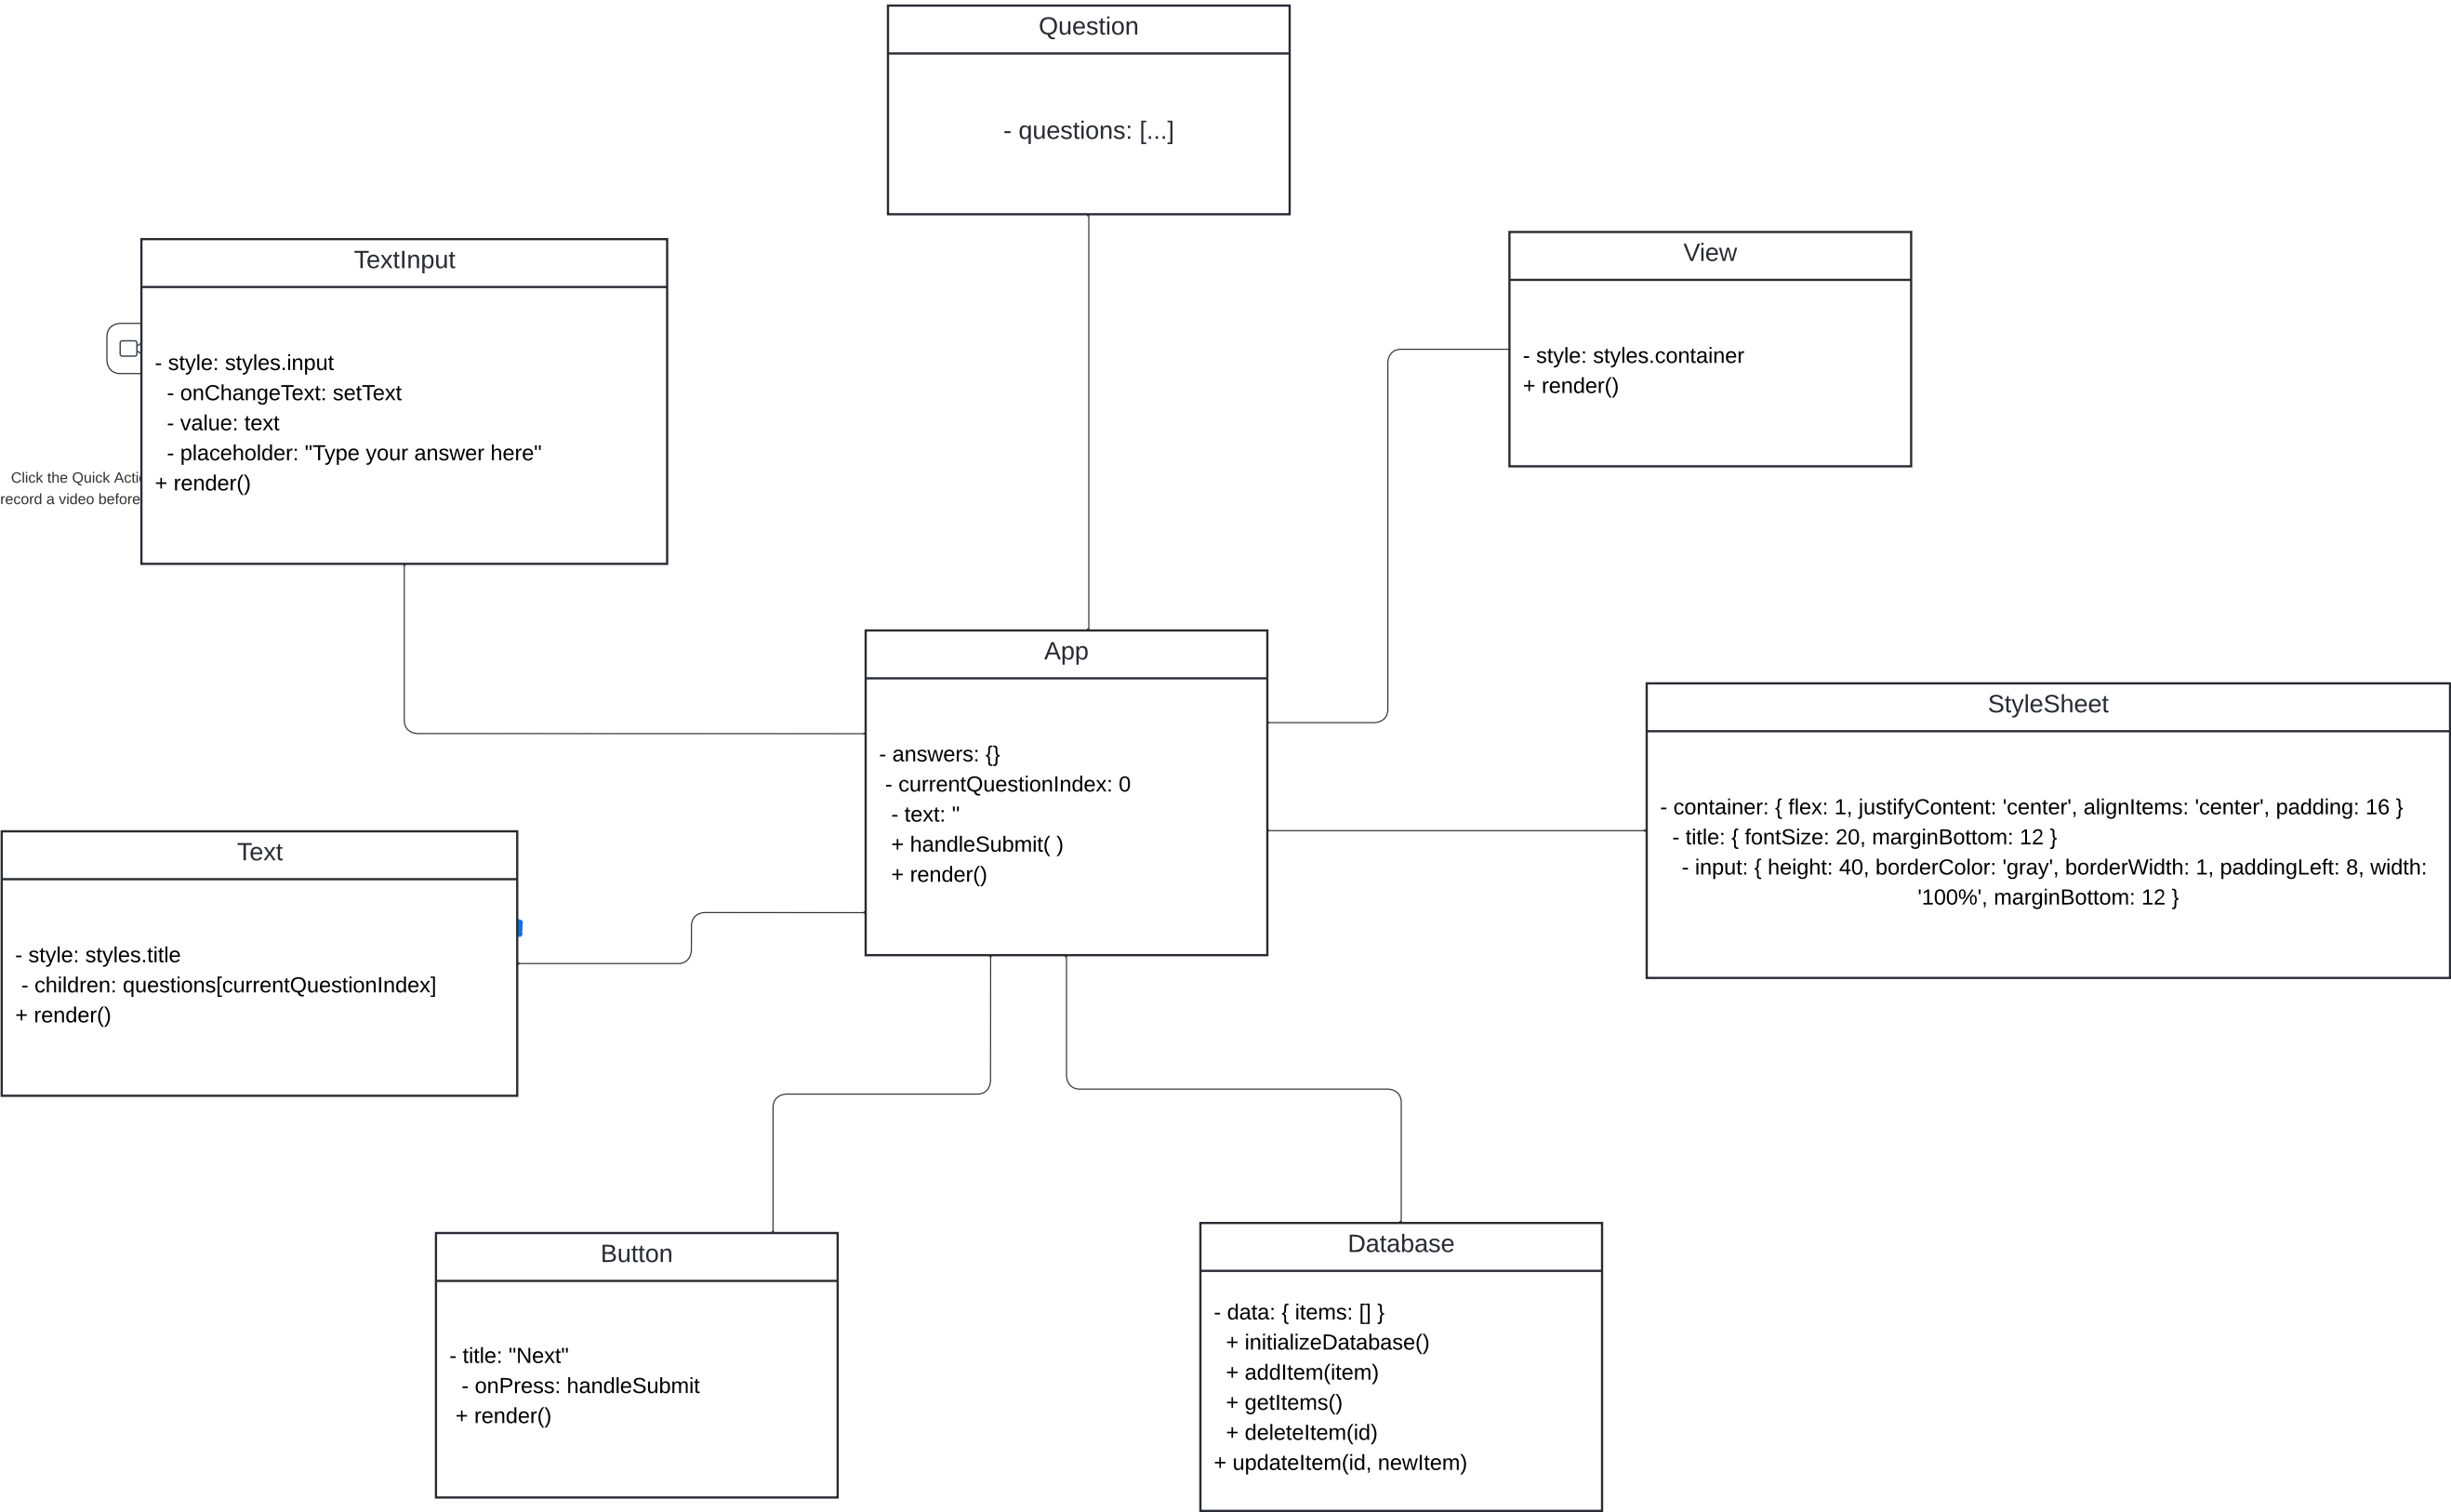 Question
- questions: [...]
TextInput
- style: styles.input
- onChangeText: setText
- value: text
- placeholder: "Type your answer here"
+ render()
Click the Quick
record a video before
View
- style: styles.container
+ render()
App
- answers: {}
- currentQuestionIndex: 0
- text: ''
+ handleSubmit( )
+ render()
StyleSheet
- container: { flex: 1, justifyContent: 'center', alignItems: 'center', padding: 16 }
- title: { fontSize: 20, marginBottom: 12 }
- input: { height: 40, borderColor: 'gray', borderWidth: 1, paddingLeft: 8, width:
'100%', marginBottom: 12 }
Text
- style: styles.title
- children: questions[currentQuestionIndex]
+ render()
Button
- title: "Next"
- onPress: handleSubmit
+ render()
Database
- data: { items: [] }
+ initializeDatabase()
+ addItem(item)
+ getItems()
+ deleteItem(id)
+ updateItem(id, newItem)